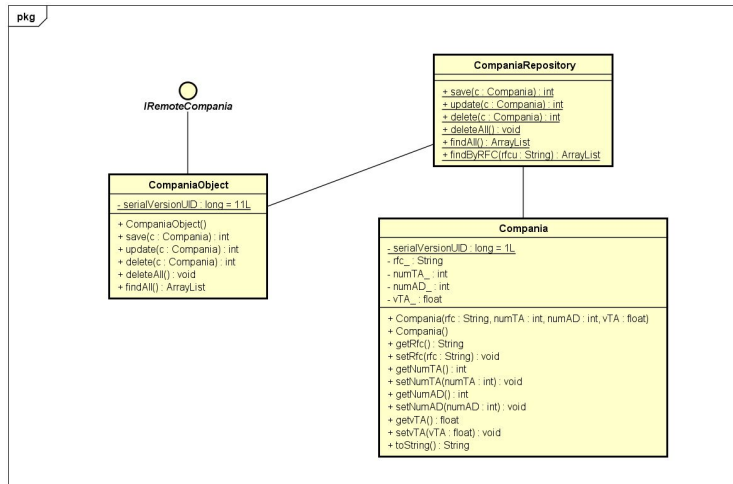 pkg
IRemoteCompania
CompaniaRepository
+ save(c : Compania) : int
+ update(c : Compania) : int
+ delete(c : Compania) : int
+ deleteAll() : void
+ findAll() : ArrayList
+ findByRFC(rfcu : String) : ArrayList
CompaniaObject
- serialVersionUID : long = 11L
+ CompaniaObject()
+ save(c : Compania) : int
+ update(c : Compania) : int
+ delete(c : Compania) : int
+ deleteAll() : void
+ findAll() : ArrayList
Compania
- serialVersionUID : long = 1L
- rfc_ : String
- numTA_ : int
- numAD_ : int
- vTA_ : float
+ Compania(rfc : String, numTA : int, numAD : int, vTA : float)
+ Compania()
+ getRfc() : String
+ setRfc(rfc : String) : void
+ getNumTA() : int
+ setNumTA(numTA : int) : void
+ getNumAD() : int
+ setNumAD(numAD : int) : void
+ getvTA() : float
+ setvTA(vTA : float) : void
+ toString() : String